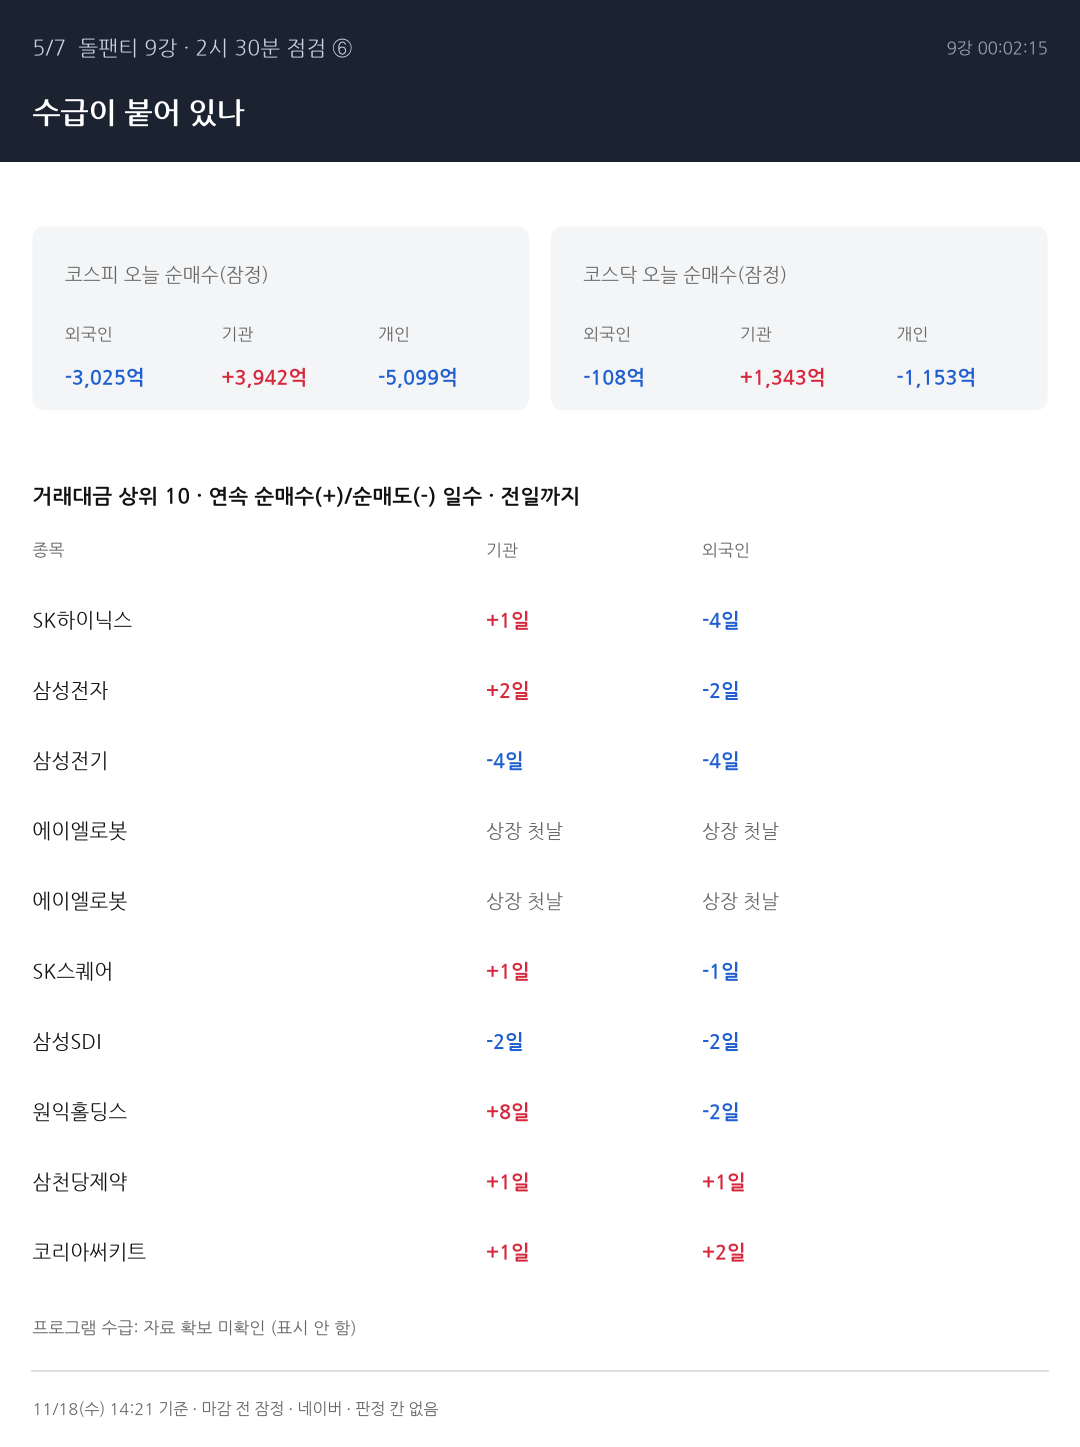 5/7 돌팬티 9강 · 2시 30분 점검 ⑥
9강 00:02:15
수급이 붙어 있나
코스피 오늘 순매수(잠정)
외국인 기관 개인
-3,025억 +3,942억 -5,099억
코스닥 오늘 순매수(잠정)
외국인 기관 개인
-108억 +1,343억 -1,153억
거래대금 상위 10 · 연속 순매수(+)/순매도(-) 일수 · 전일까지
종목 기관 외국인
SK하이닉스 +1일 -4일
삼성전자 +2일 -2일
삼성전기 -4일 -4일
에이엘로봇 상장 첫날 상장 첫날
에이엘로봇 상장 첫날 상장 첫날
SK스퀘어 +1일 -1일
삼성SDI -2일 -2일
원익홀딩스 +8일 -2일
삼천당제약 +1일 +1일
코리아써키트 +1일 +2일
프로그램 수급: 자료 확보 미확인 (표시 안 함)
11/18(수) 14:21 기준 · 마감 전 잠정 · 네이버 · 판정 칸 없음